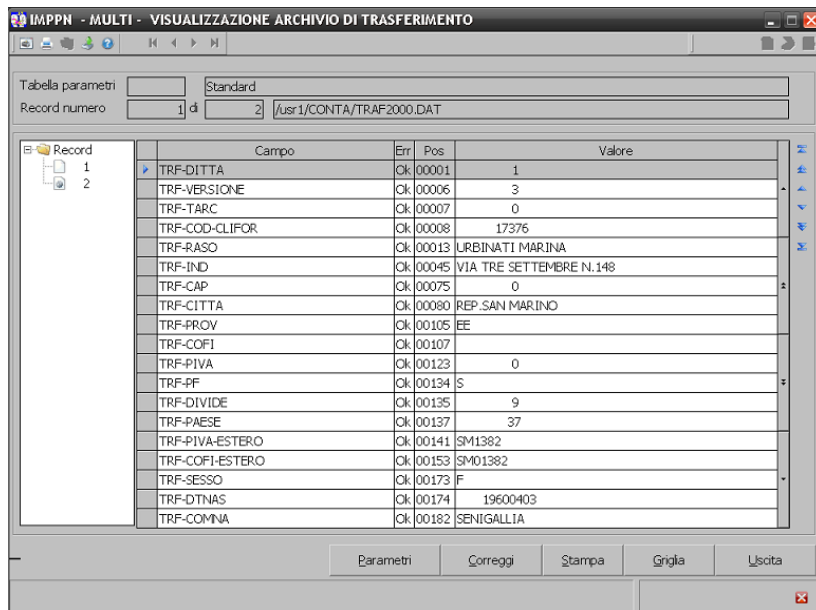 IMPPN - MULTI - VISUALIZZAZIONE ARCHIVIO DI TRASFERIMENTO
Tabella parametri Standard
Record numero 1 di 2 /usr1/CONTA/TRAF2000.DAT
Record
1
2
Campo Err Pos Valore
TRF-DITTA Ok 00001 1
TRF-VERSIONE Ok 00006 3
TRF-TARC Ok 00007 0
TRF-COD-CLIFOR Ok 00008 17376
TRF-RASO Ok 00013 URBINATI MARINA
TRF-IND Ok 00045 VIA TRE SETTEMBRE N.148
TRF-CAP Ok 00075 0
TRF-CITTA Ok 00080 REP.SAN MARINO
TRF-PROV Ok 00105 EE
TRF-COFI Ok 00107
TRF-PIVA Ok 00123 0
TRF-PF Ok 00134 S
TRF-DIVIDE Ok 00135 9
TRF-PAESE Ok 00137 37
TRF-PIVA-ESTERO Ok 00141 SM1382
TRF-COFI-ESTERO Ok 00153 SM01382
TRF-SESSO Ok 00173 F
TRF-DTNAS Ok 00174 19600403
TRF-COMNA Ok 00182 SENIGALLIA
Parametri Correggi Stampa Griglia Uscita